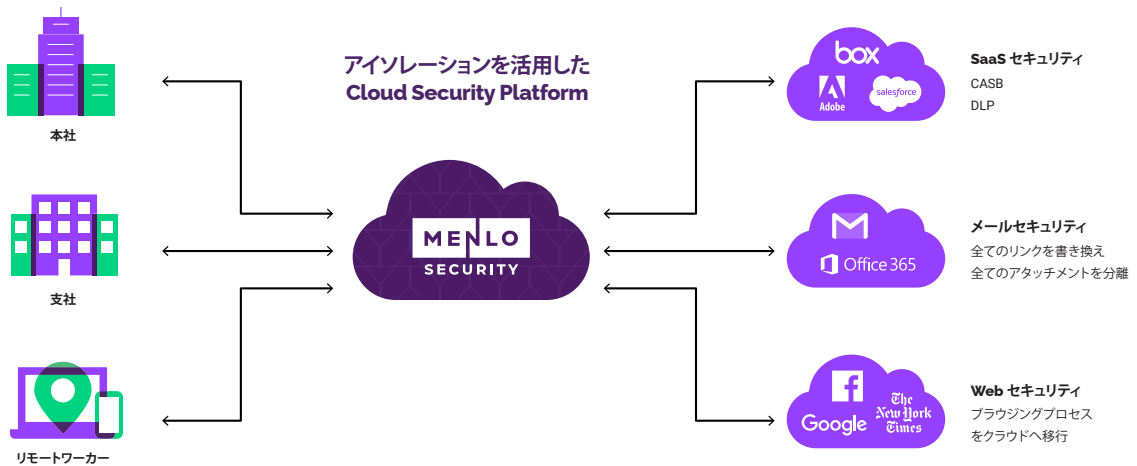 アイソレーションを活用した
Cloud Security Platform
本社
支社
リモートワーカー
MENLO
SECURITY
box
Adobe
salesforce
SaaS セキュリティ
CASB
DLP
Office 365
メールセキュリティ
全てのリンクを書き換え
全てのアタッチメントを分離
Google
The
New York
Times
Web セキュリティ
ブラウジングプロセス
をクラウドへ移行